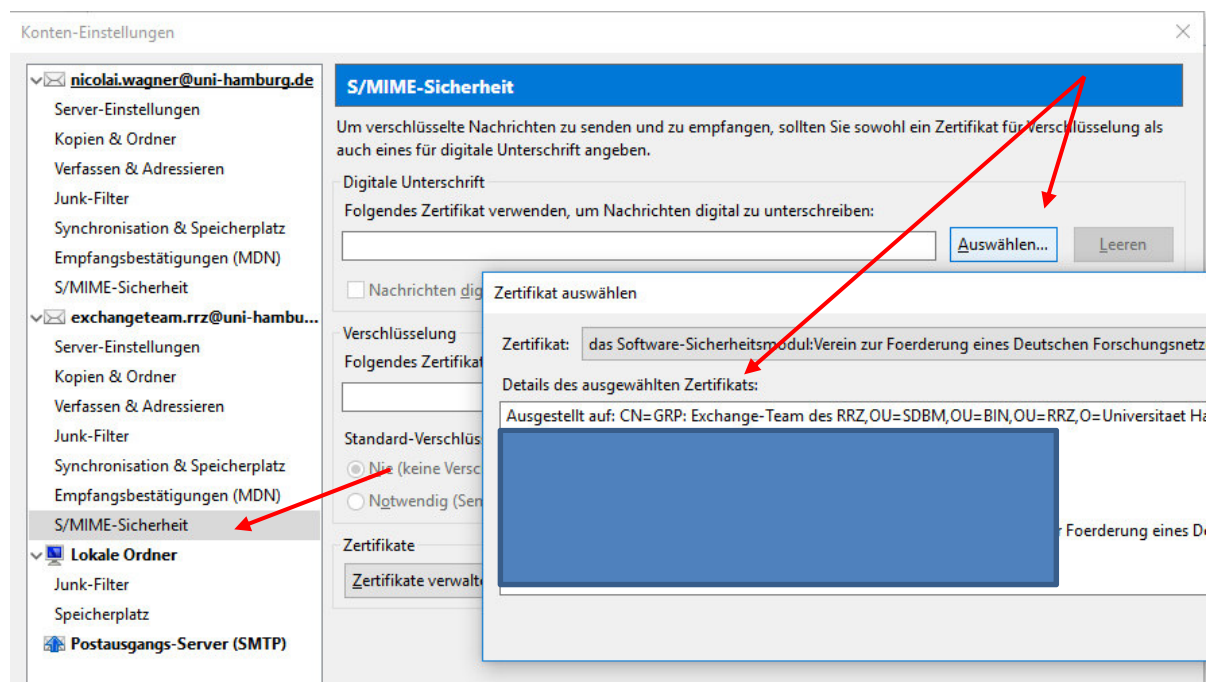 Konten-Einstellungen
nicolai.wagner@uni-hamburg.de
Server-Einstellungen
Kopien & Ordner
Verfassen & Adressieren
Junk-Filter
Synchronisation & Speicherplatz
Empfangsbestätigungen (MDN)
S/MIME-Sicherheit
exchangeteam.rrz@uni-hambu...
Server-Einstellungen
Kopien & Ordner
Verfassen & Adressieren
Junk-Filter
Synchronisation & Speicherplatz
Empfangsbestätigungen (MDN)
S/MIME-Sicherheit
Lokale Ordner
Junk-Filter
Speicherplatz
Postausgangs-Server (SMTP)
S/MIME-Sicherheit
Um verschlüsselte Nachrichten zu senden und zu empfangen, sollten Sie sowohl ein Zertifikat für Verschlüsselung als
auch eines für digitale Unterschrift angeben.
Digitale Unterschrift
Folgendes Zertifikat verwenden, um Nachrichten digital zu unterschreiben:
Auswählen... Leeren
Nachrichten dig
Verschlüsselung
Folgendes Zertifikat
Standard-Verschlüs
Nie (keine Versc
Notwendig (Sen
Zertifikate
Zertifikate verwalte
Zertifikat auswählen
Zertifikat: das Software-Sicherheitsmodul:Verein zur Foerderung eines Deutschen Forschungsnetze
Details des ausgewählten Zertifikats:
Ausgestellt auf: CN=GRP: Exchange-Team des RRZ,OU=SDBM,OU=BIN,OU=RRZ,O=Universitaet Ha
Foerderung eines De